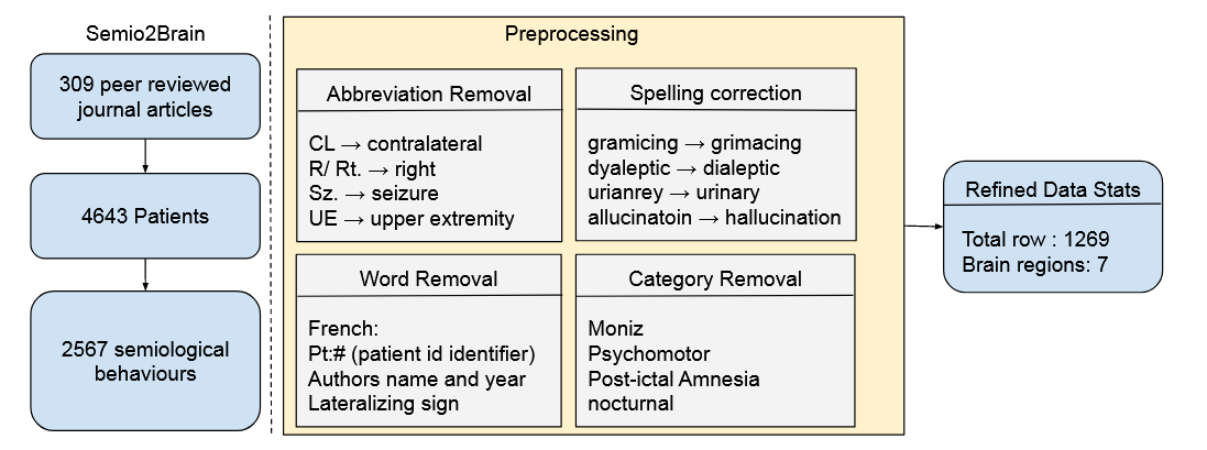 Semio2Brain
309 peer reviewed
journal articles
4643 Patients
2567 semiological
behaviours
Preprocessing
Abbreviation Removal
CL → contralateral
R/ Rt. → right
Sz. → seizure
UE → upper extremity
Spelling correction
gramicing → grimacing
dyaleptic → dialeptic
urianrey → urinary
allucinatoin → hallucination
Word Removal
French:
Pt:# (patient id identifier)
Authors name and year
Lateralizing sign
Category Removal
Moniz
Psychomotor
Post-ictal Amnesia
nocturnal
Refined Data Stats
Total row : 1269
Brain regions: 7